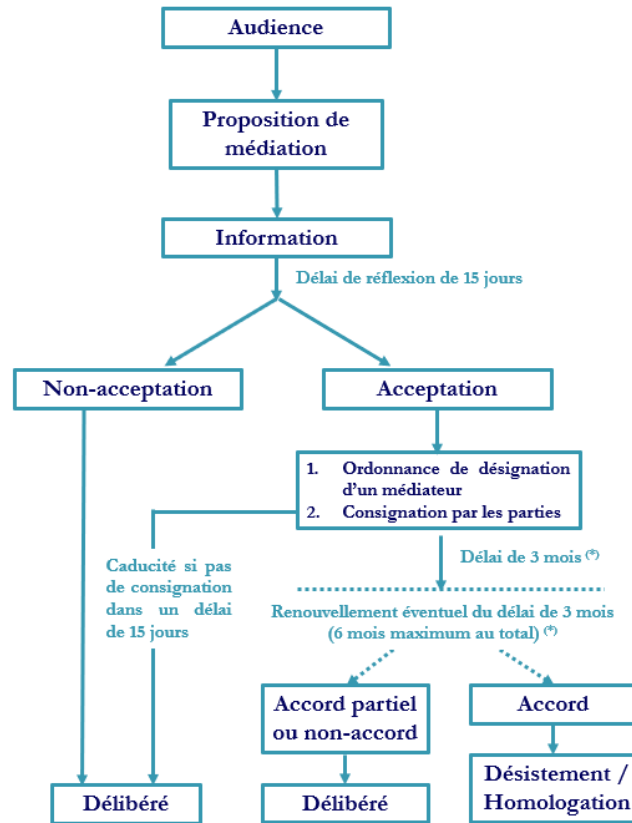 Audience
Proposition de
médiation
Information
Délai de réflexion de 15 jours
Non-acceptation
Acceptation
1. Ordonnance de désignation
d’un médiateur
2. Consignation par les parties
Caducité si pas
de consignation
dans un délai
de 15 jours
Délai de 3 mois (*)
Renouvellement éventuel du délai de 3 mois
(6 mois maximum au total) (*)
Accord partiel
ou non-accord
Accord
Délibéré
Délibéré
Désistement /
Homologation